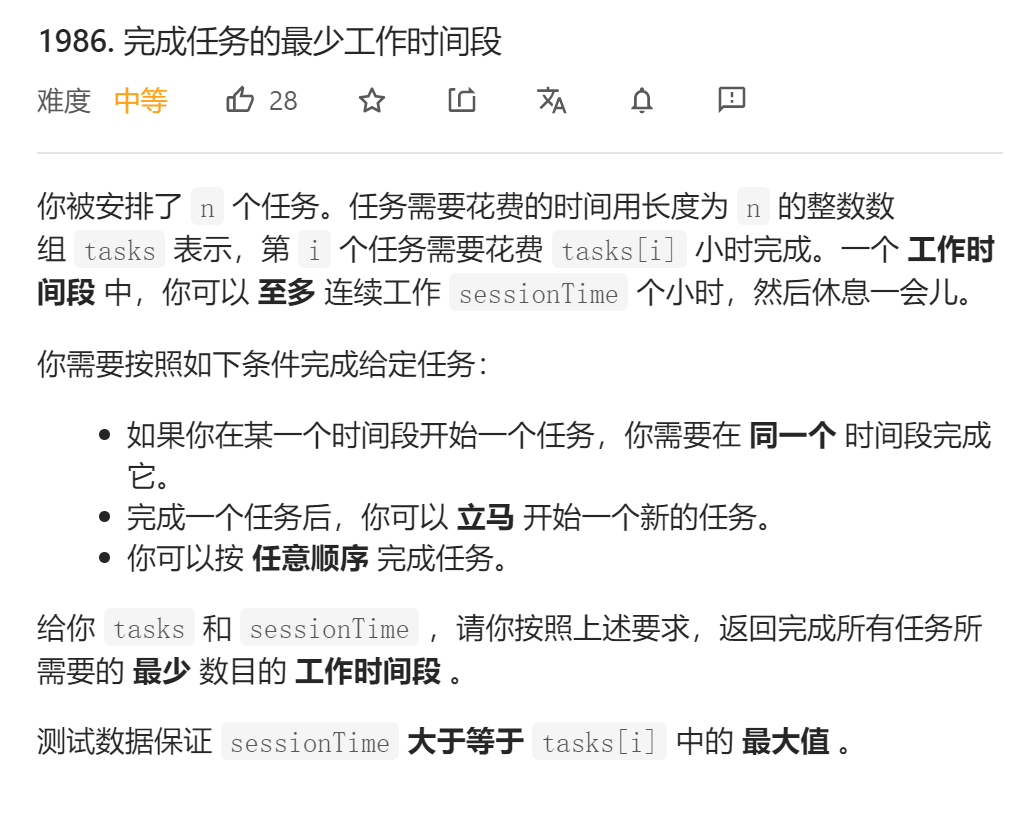 1986. 完成任务的最少工作时间段
难度 中等 28
你被安排了 n 个任务。任务需要花费的时间用长度为 n 的整数数
组 tasks 表示，第 i 个任务需要花费 tasks[i] 小时完成。一个 工作时
间段 中，你可以 至多 连续工作 sessionTime 个小时，然后休息一会儿。
你需要按照如下条件完成给定任务：
• 如果你在某一个时间段开始一个任务，你需要在 同一个 时间段完成
它。
• 完成一个任务后，你可以 立马 开始一个新的任务。
• 你可以按 任意顺序 完成任务。
给你 tasks 和 sessionTime ，请你按照上述要求，返回完成所有任务所
需要的 最少 数目的 工作时间段 。
测试数据保证 sessionTime 大于等于 tasks[i] 中的 最大值 。